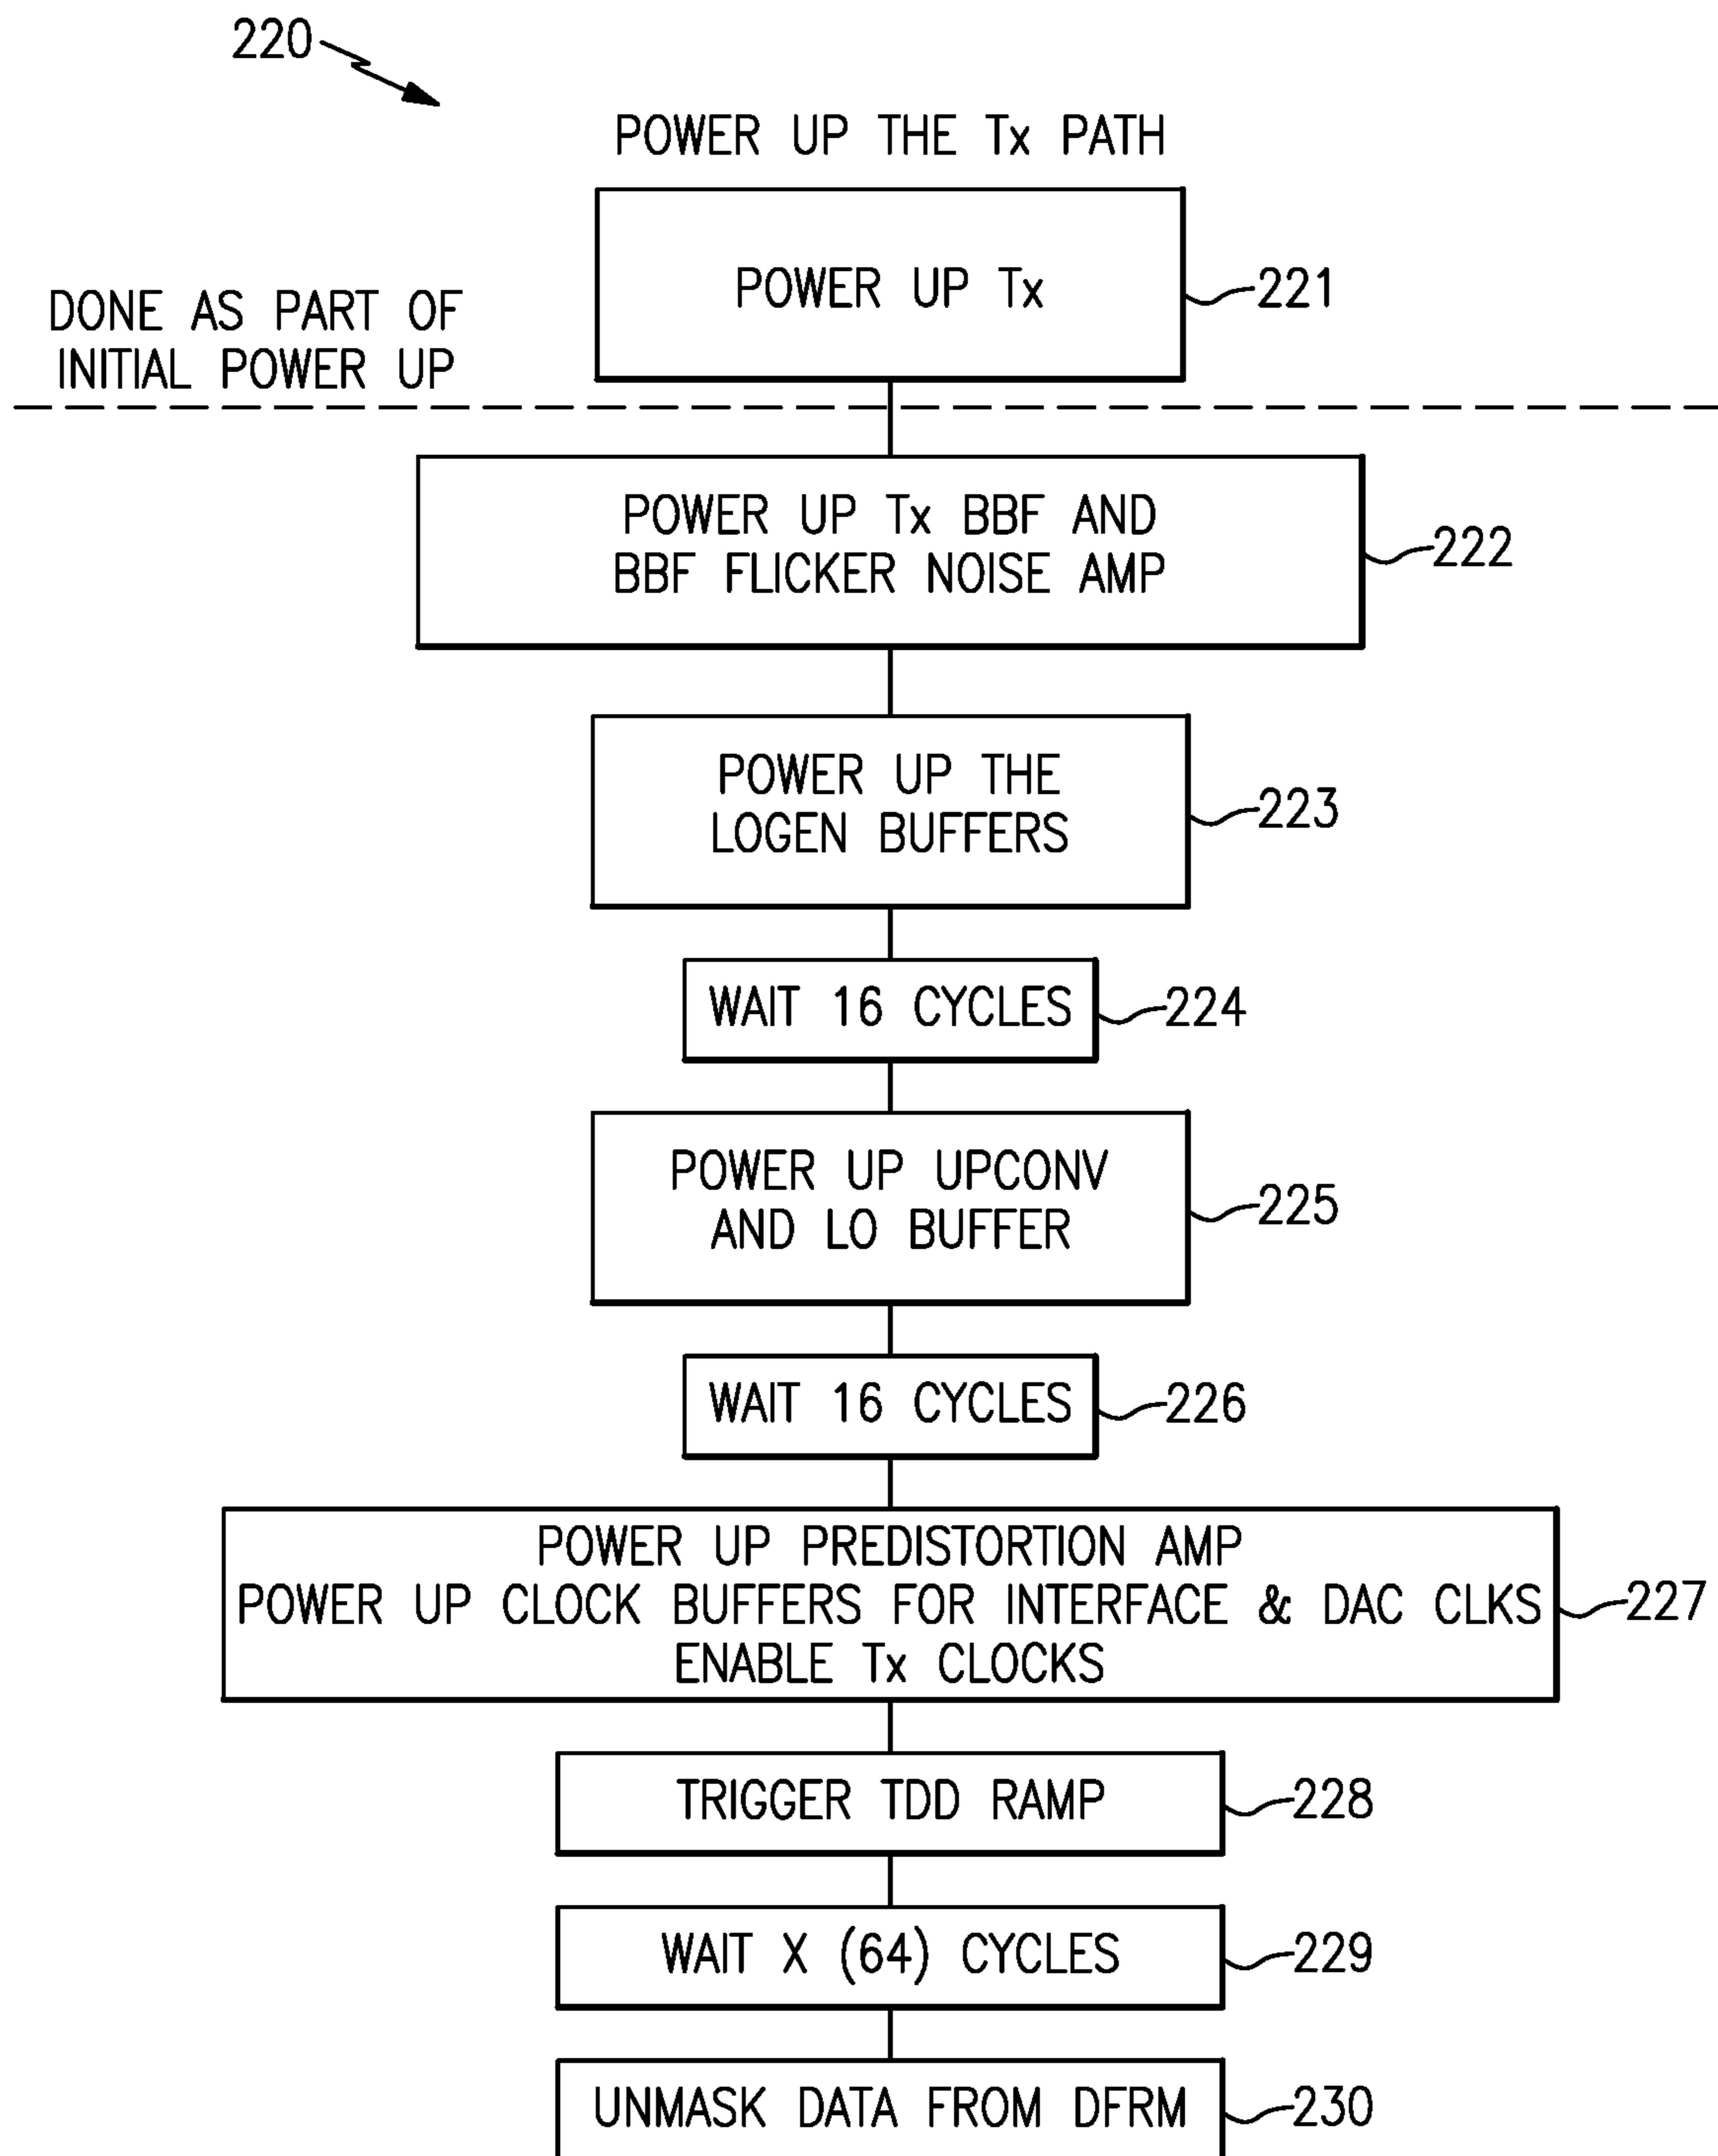 220
POWER UP THE Tx PATH
POWER UP Tx
221
DONE AS PART OF
INITIAL POWER UP
POWER UP Tx BBF AND
BBF FLICKER NOISE AMP
222
POWER UP THE
LOGEN BUFFERS
223
WAIT 16 CYCLES
224
POWER UP UPCONV
AND LO BUFFER
225
WAIT 16 CYCLES
226
POWER UP PREDISTORTION AMP
POWER UP CLOCK BUFFERS FOR INTERFACE & DAC CLKS
ENABLE Tx CLOCKS
227
TRIGGER TDD RAMP
228
WAIT X (64) CYCLES
229
UNMASK DATA FROM DFRM
230